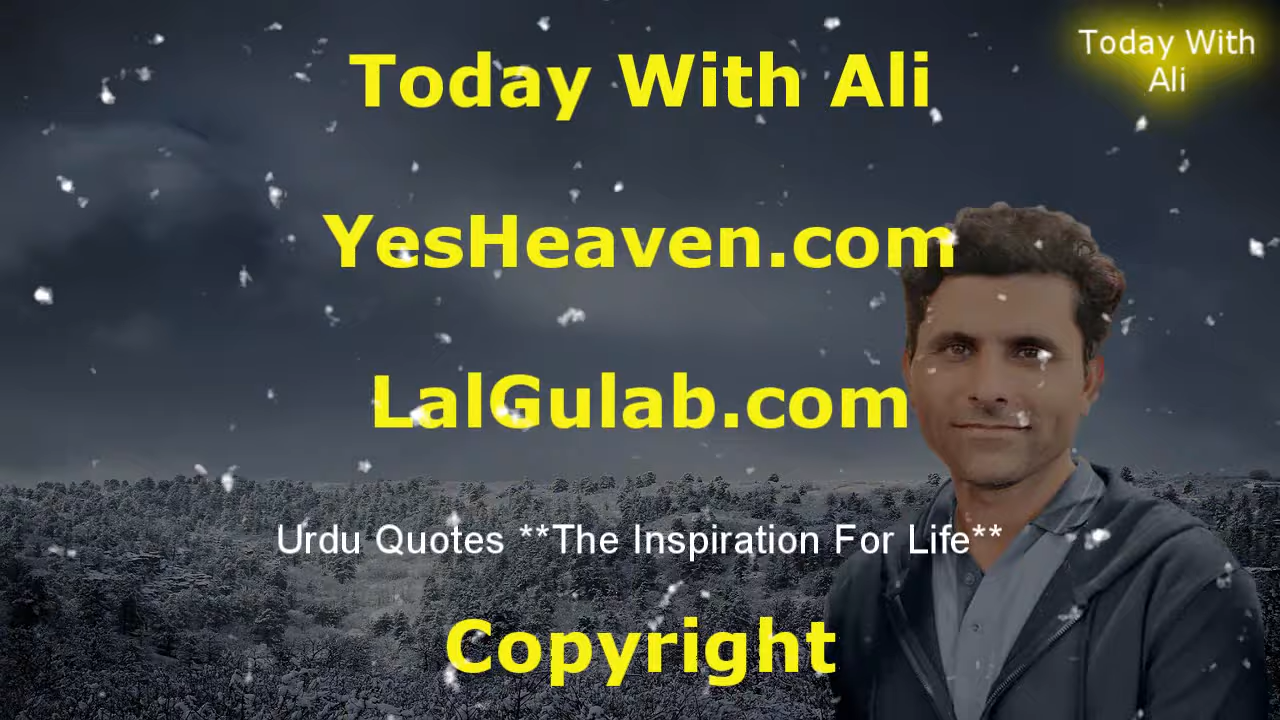 Today With Ali
Today With
Ali
YesHeaven.com
LalGulab.com
Urdu Quotes **The Inspiration For Life**
Copyright